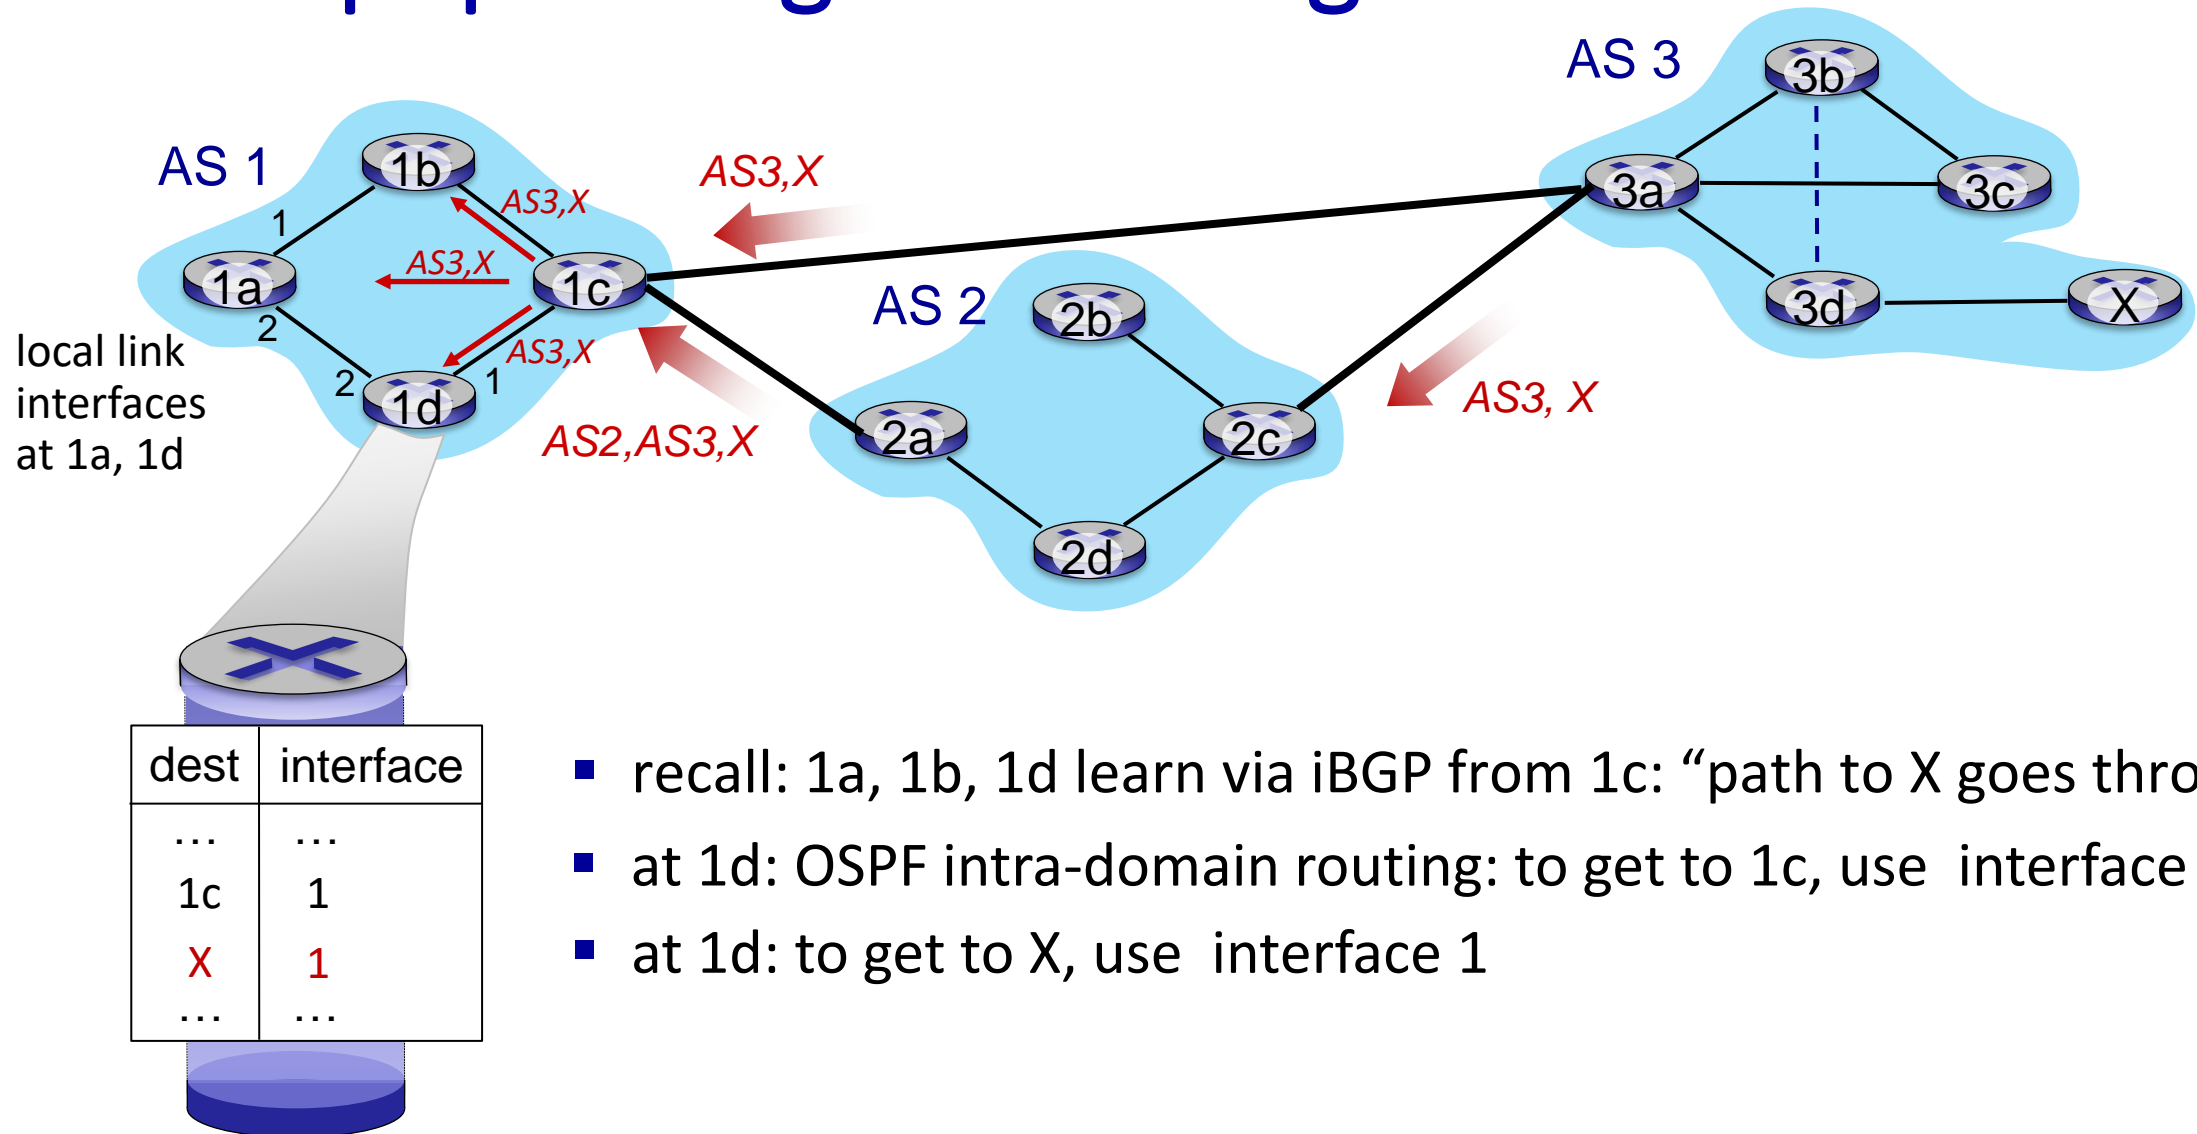 AS 3
3b
AS 1
1b
AS3,X
AS3,X
3a
3c
1
AS3,X
1a
1c
AS 2
2b
3d
X
2
local link
interfaces
at 1a, 1d
AS3,X
2
1
1d
AS3, X
AS2,AS3,X
2a
2c
2d
dest interface
... ...
1c 1
X 1
... ...
▪ recall: 1a, 1b, 1d learn via iBGP from 1c: “path to X goes
▪ at 1d: OSPF intra-domain routing: to get to 1c, use interface
▪ at 1d: to get to X, use interface 1